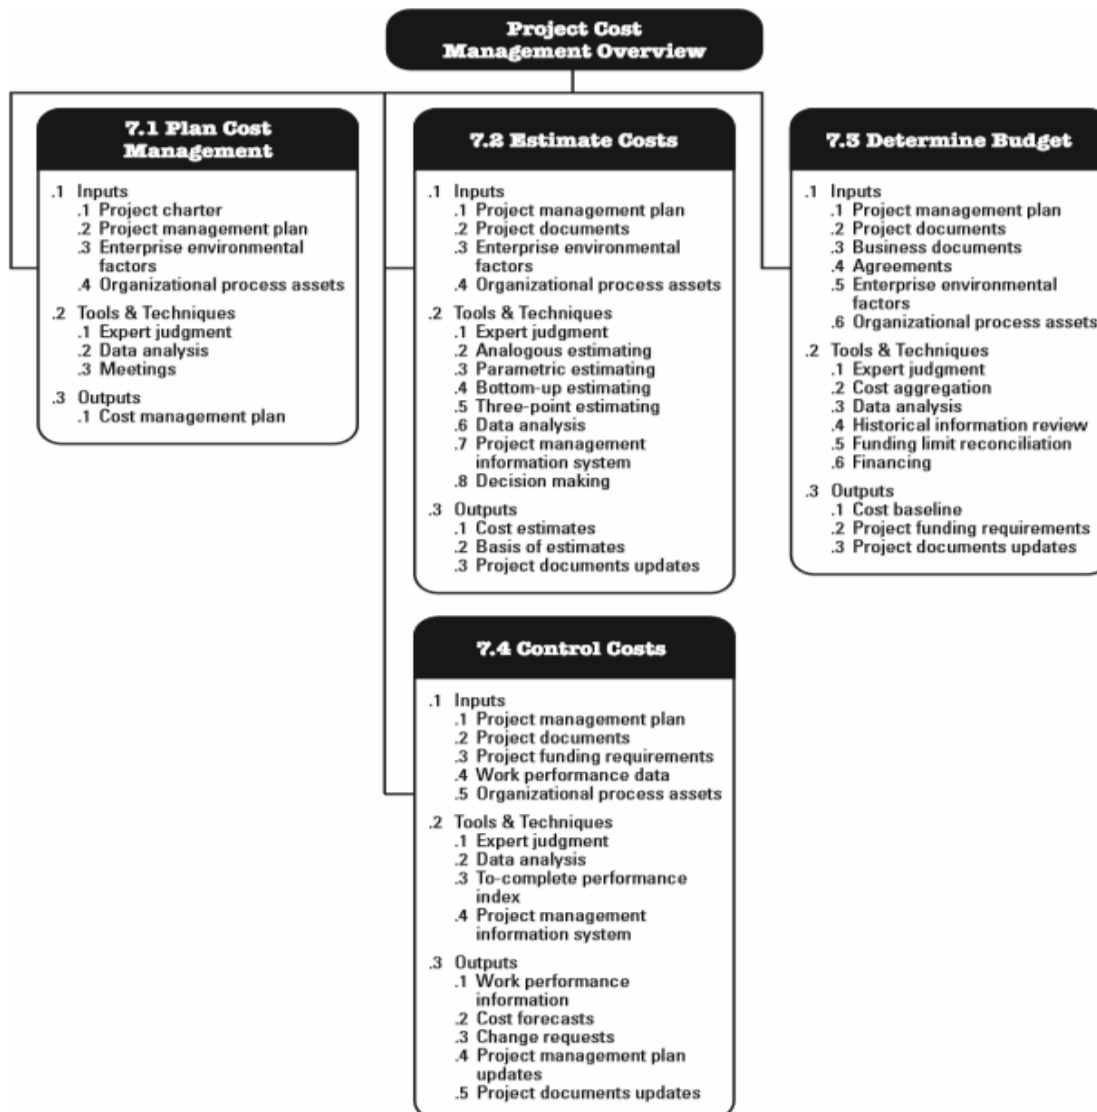 Project Cost
Management Overview
7.1 Plan Cost
Management
.1 Inputs
.1 Project charter
.2 Project management plan
.3 Enterprise environmental
factors
.4 Organizational process assets
.2 Tools & Techniques
.1 Expert judgment
.2 Data analysis
.3 Meetings
.3 Outputs
.1 Cost management plan
7.2 Estimate Costs
.1 Inputs
.1 Project management plan
.2 Project documents
.3 Enterprise environmental
factors
.4 Organizational process assets
.2 Tools & Techniques
.1 Expert judgment
.2 Analogous estimating
.3 Parametric estimating
.4 Bottom-up estimating
.5 Three-point estimating
.6 Data analysis
.7 Project management
information system
.8 Decision making
.3 Outputs
.1 Cost estimates
.2 Basis of estimates
.3 Project documents updates
7.3 Determine Budget
.1 Inputs
.1 Project management plan
.2 Project documents
.3 Business documents
.4 Agreements
.5 Enterprise environmental
factors
.6 Organizational process assets
.2 Tools & Techniques
.1 Expert judgment
.2 Cost aggregation
.3 Data analysis
.4 Historical information review
.5 Funding limit reconciliation
.6 Financing
.3 Outputs
.1 Cost baseline
.2 Project funding requirements
.3 Project documents updates
7.4 Control Costs
.1 Inputs
.1 Project management plan
.2 Project documents
.3 Project funding requirements
.4 Work performance data
.5 Organizational process assets
.2 Tools & Techniques
.1 Expert judgment
.2 Data analysis
.3 To-complete performance
index
.4 Project management
information system
.3 Outputs
.1 Work performance
information
.2 Cost forecasts
.3 Change requests
.4 Project management plan
updates
.5 Project documents updates